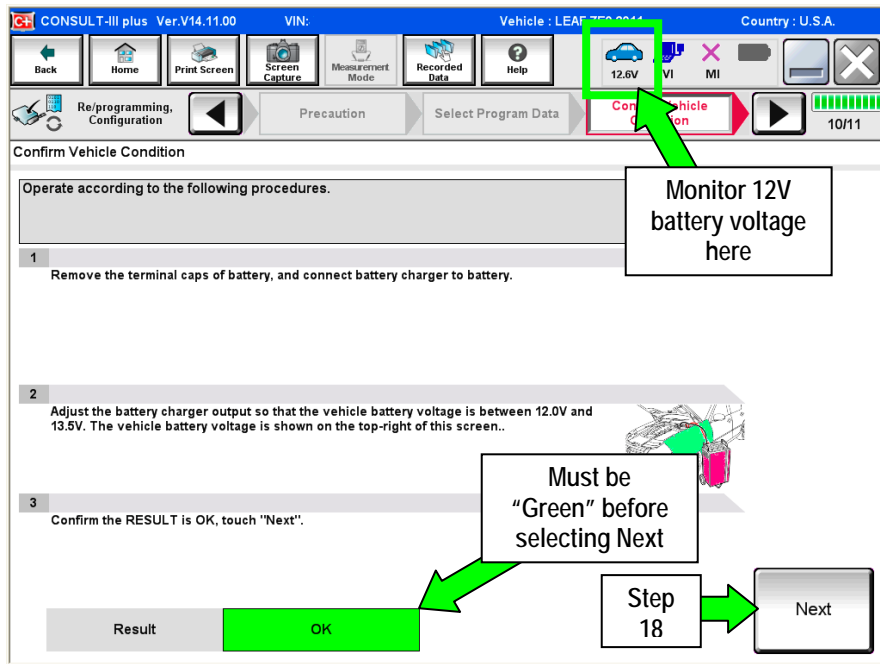 CONSULT-III plus Ver.V14.11.00 VIN: Vehicle : LEAF Country : U.S.A.
Back
Home
Print Screen
Screen
Capture
Measurement
Mode
Recorded
Data
Help
12.6V
VI
MI
Re/programming,
Configuration
Precaution
Select Program Data
10/11
Confirm Vehicle Condition
Operate according to the following procedures.
Monitor 12V
battery voltage
here
1
Remove the terminal caps of battery, and connect battery charger to battery.
2
Adjust the battery charger output so that the vehicle battery voltage is between 12.0V and
13.5V. The vehicle battery voltage is shown on the top-right of this screen..
Must be
“Green” before
selecting Next
3
Confirm the RESULT is OK, touch "Next".
Step
18
Next
Result
OK